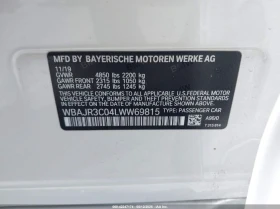 MFD BY BAYERISCHE MOTOREN WERKE AG
11/19
GVWR 4850 lbs 2200 kg
GAWR FRONT 2315 lbs 1050 kg
GAWR REAR 2745 lbs 1245 kg
THIS VEHICLE CONFORMS TO ALL APPLICABLE U.S. FEDERAL MOTOR
VEHICLE SAFETY, BUMPER, AND THEFT PREVENTION STANDARDS
IN EFFECT ON THE DATE OF MANUFACTURE SHOWN ABOVE.
WBAJR3C04LWW69815
TYPE: PASSENGER CAR